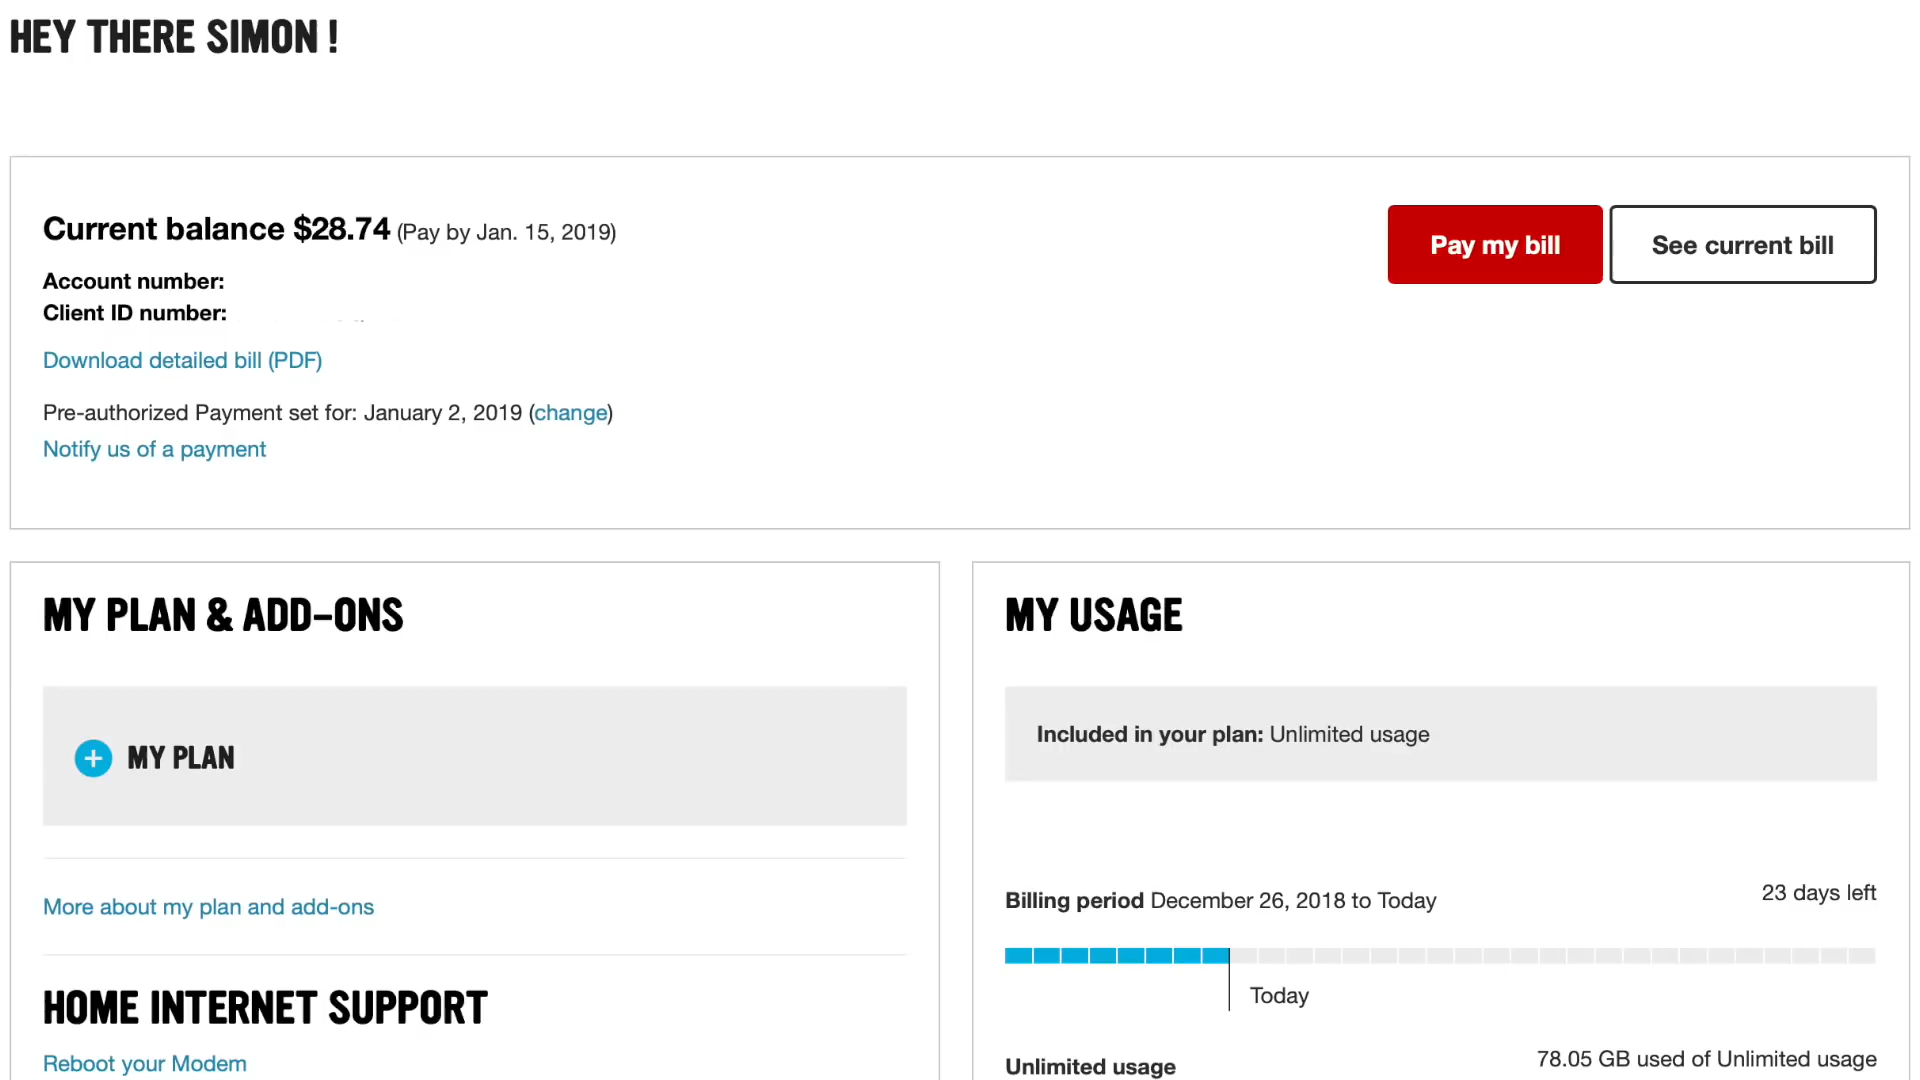 HEY THERE SIMON !
Current balance $28.74 (Pay by Jan. 15, 2019)
Pay my bill
See current bill
Account number:
Client ID number:
Download detailed bill (PDF)
Pre-authorized Payment set for: January 2, 2019 (change)
Notify us of a payment
MY PLAN & ADD-ONS
+ MY PLAN
More about my plan and add-ons
HOME INTERNET SUPPORT
Reboot your Modem
MY USAGE
Included in your plan: Unlimited usage
Billing period December 26, 2018 to Today
23 days left
Today
Unlimited usage
78.05 GB used of Unlimited usage